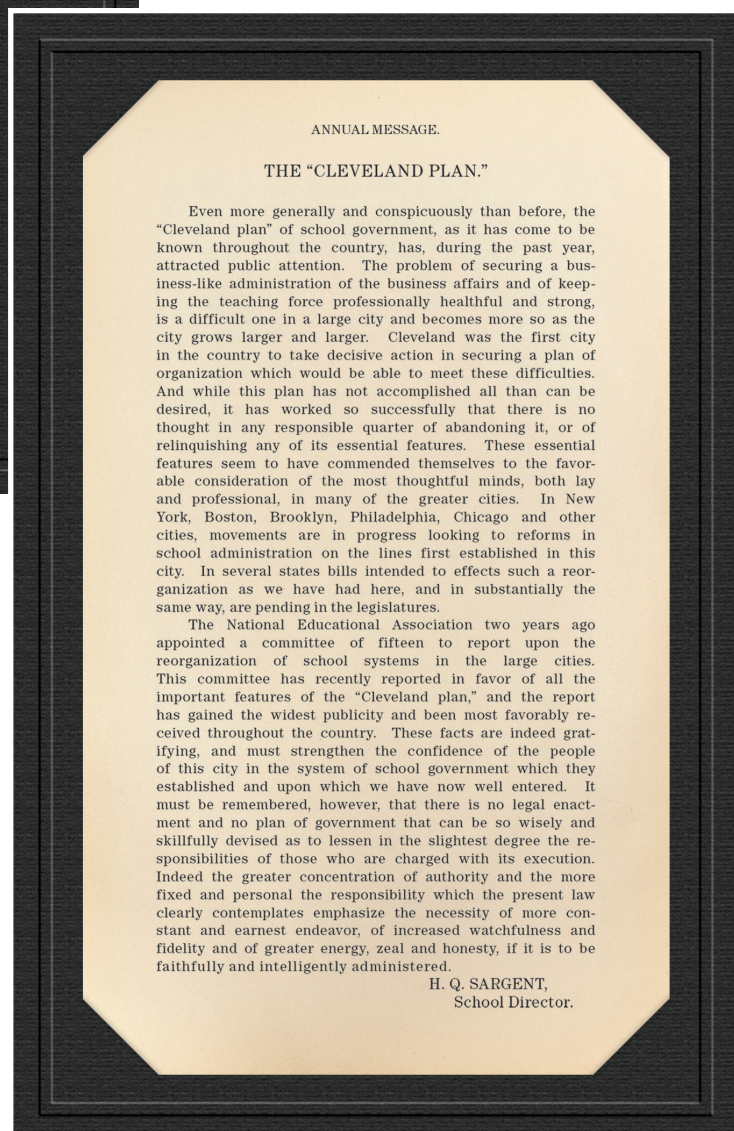 ANNUAL MESSAGE.
THE “CLEVELAND PLAN.”
Even more generally and conspicuously than before, the
“Cleveland plan” of school government, as it has come to be
known throughout the country, has, during the past year,
attracted public attention. The problem of securing a bus-
iness-like administration of the business affairs and of keep-
ing the teaching force professionally healthful and strong,
is a difficult one in a large city and becomes more so as the
city grows larger and larger. Cleveland was the first city
in the country to take decisive action in securing a plan of
organization which would be able to meet these difficulties.
And while this plan has not accomplished all than can be
desired, it has worked so successfully that there is no
thought in any responsible quarter of abandoning it, or of
relinquishing any of its essential features. These essential
features seem to have commended themselves to the favor-
able consideration of the most thoughtful minds, both lay
and professional, in many of the greater cities. In New
York, Boston, Brooklyn, Philadelphia, Chicago and other
cities, movements are in progress looking to reforms in
school administration on the lines first established in this
city. In several states bills intended to effects such a reor-
ganization as we have had here, and in substantially the
same way, are pending in the legislatures.
The National Educational Association two years ago
appointed a committee of fifteen to report upon the
reorganization of school systems in the large cities.
This committee has recently reported in favor of all the
important features of the “Cleveland plan,” and the report
has gained the widest publicity and been most favorably re-
ceived throughout the country. These facts are indeed grat-
ifying, and must strengthen the confidence of the people
of this city in the system of school government which they
established and upon which we have now well entered. It
must be remembered, however, that there is no legal enact-
ment and no plan of government that can be so wisely and
skillfully devised as to lessen in the slightest degree the re-
sponsibilities of those who are charged with its execution.
Indeed the greater concentration of authority and the more
fixed and personal the responsibility which the present law
clearly contemplates emphasize the necessity of more con-
stant and earnest endeavor, of increased watchfulness and
fidelity and of greater energy, zeal and honesty, if it is to be
faithfully and intelligently administered.
H. Q. SARGENT,
School Director.